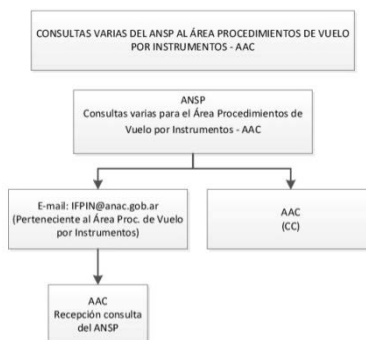 CONSULTAS VARIAS DEL ANSP AL ÁREA PROCEDIMIENTOS DE VUELO
POR INSTRUMENTOS - AAC
ANSP
Consultas varias para el Área Procedimientos de
Vuelo por Instrumentos - AAC
E-mail: IFPIN@anac.gob.ar
(Perteneciente al Área Proc. de Vuelo
por Instrumentos)
AAC
(CC)
AAC
Recepción consulta
del ANSP